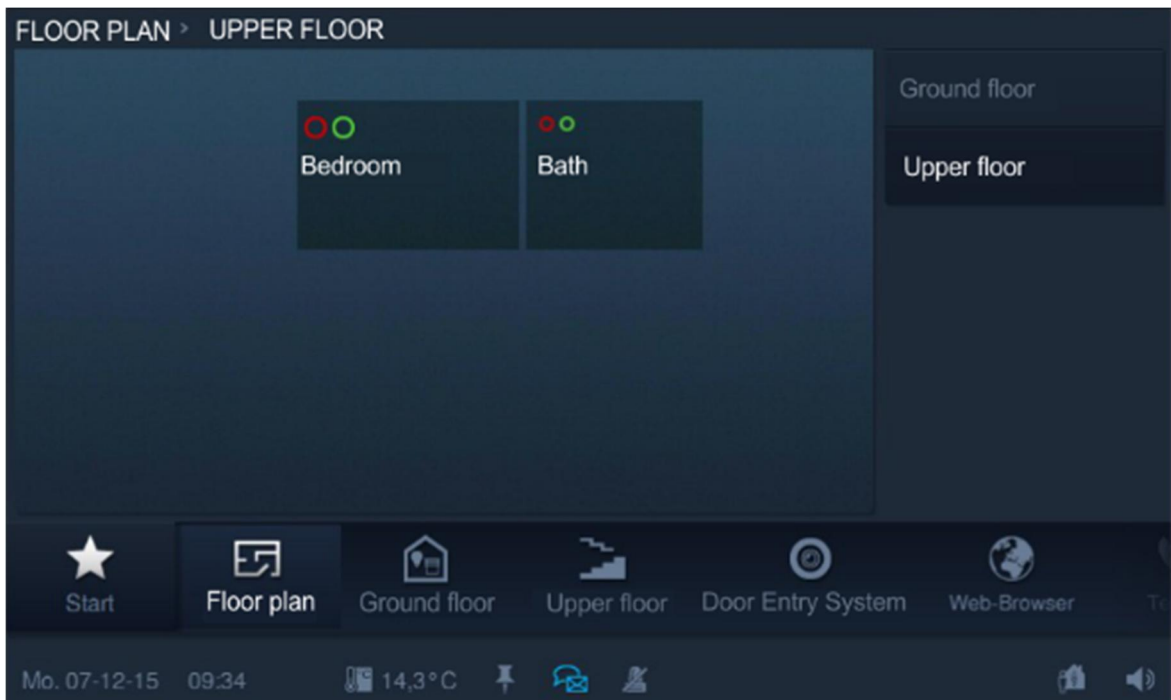 FLOOR PLAN > UPPER FLOOR
Ground floor
Bedroom
Bath
Upper floor
Start
Floor plan
Ground floor
Upper floor
Door Entry System
Web-Browser
Mo. 07-12-15 09:34 14,3°C